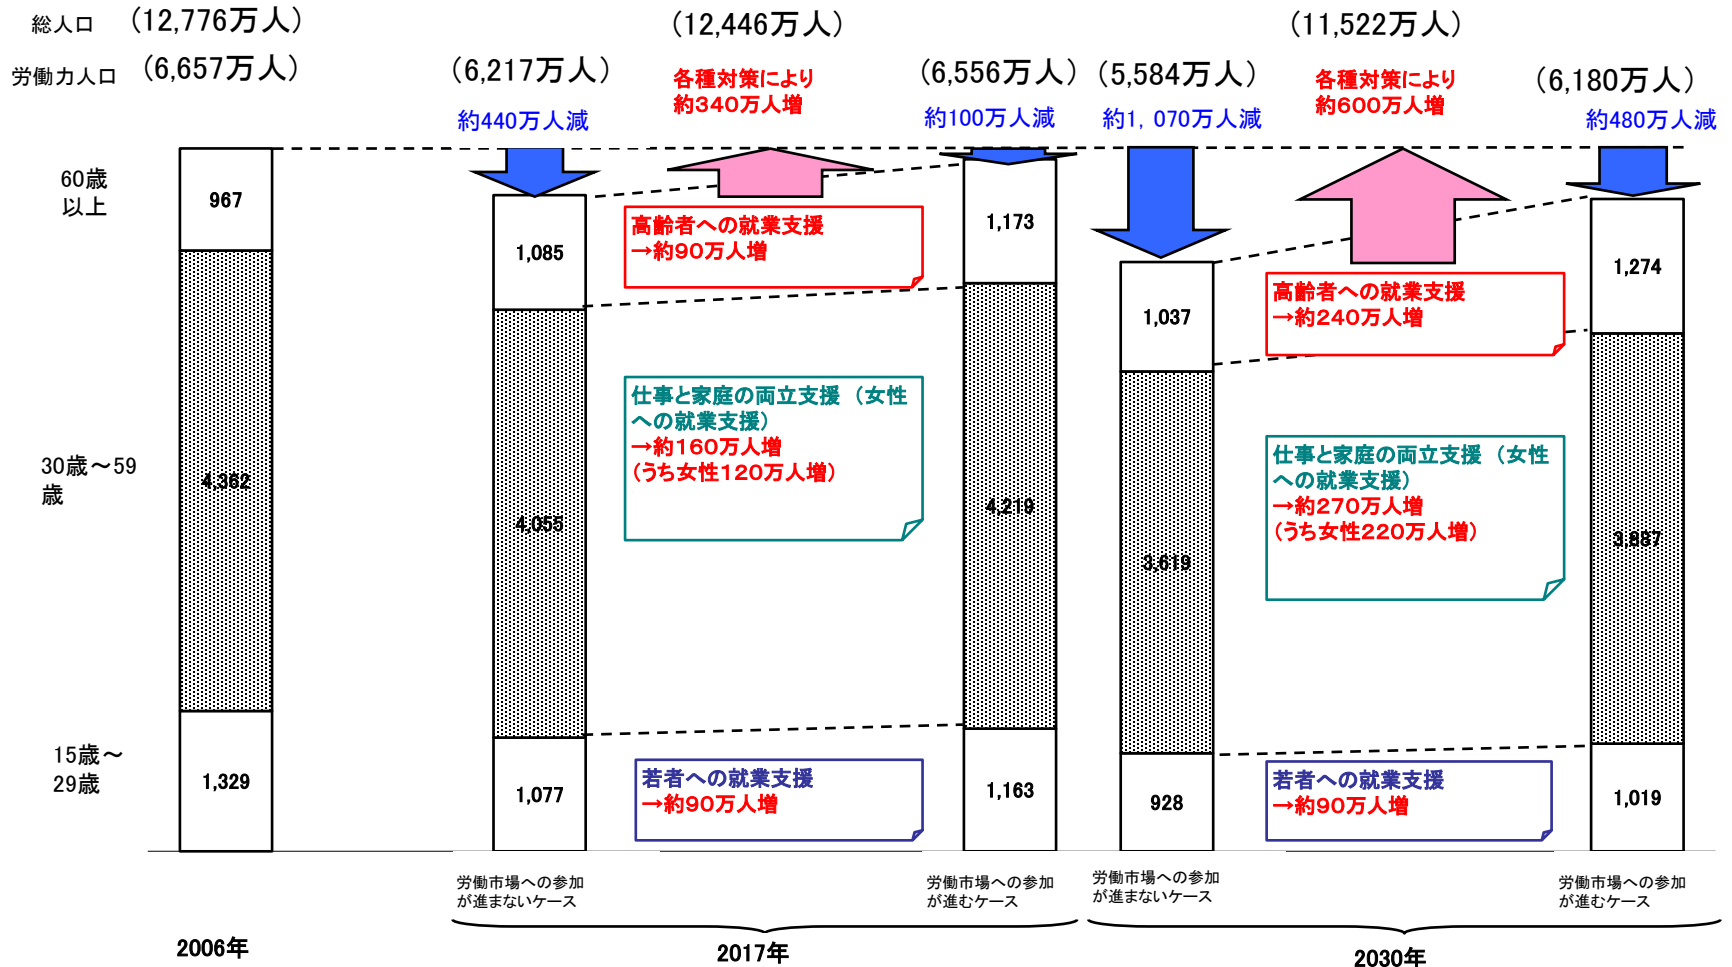 総人口
（12,776万人）
（12,446万人）
（11,522万人）
労働力人口
（6,657万人）
（6,217万人）
各種対策により
約340万人増
（6,556万人）
（5,584万人）
各種対策により
約600万人増
（6,180万人）
約440万人減
約100万人減
約1，070万人減
約480万人減
60歳
以上
967
1,085
高齢者への就業支援
→約90万人増
1,173
1,037
高齢者への就業支援
→約240万人増
1,274
30歳～59
歳
4,362
4,055
仕事と家庭の両立支援（女性
への就業支援）
→約160万人増
（うち女性120万人増）
4,219
3,619
仕事と家庭の両立支援（女性
への就業支援）
→約270万人増
（うち女性220万人増）
3,887
15歳～
29歳
1,329
1,077
若者への就業支援
→約90万人増
1,163
928
若者への就業支援
→約90万人増
1,019
労働市場への参加
が進まないケース
労働市場への参加
が進むケース
労働市場への参加
が進まないケース
労働市場への参加
が進むケース
2006年
2017年
2030年